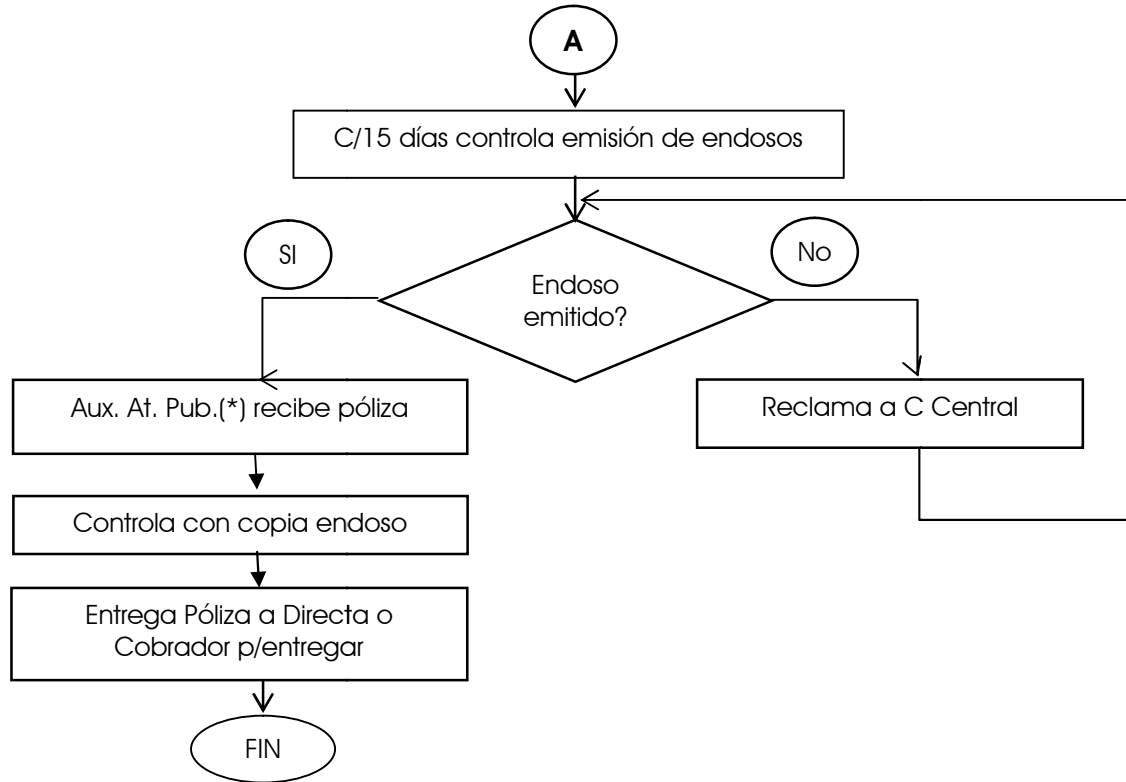 A
C/15 días controla emisión de endosos
SI
No
Endoso
emitido?
Aux. At. Pub.(*) recibe póliza
Reclama a C Central
Controla con copia endoso
Entrega Póliza a Directa o
Cobrador p/entregar
FIN